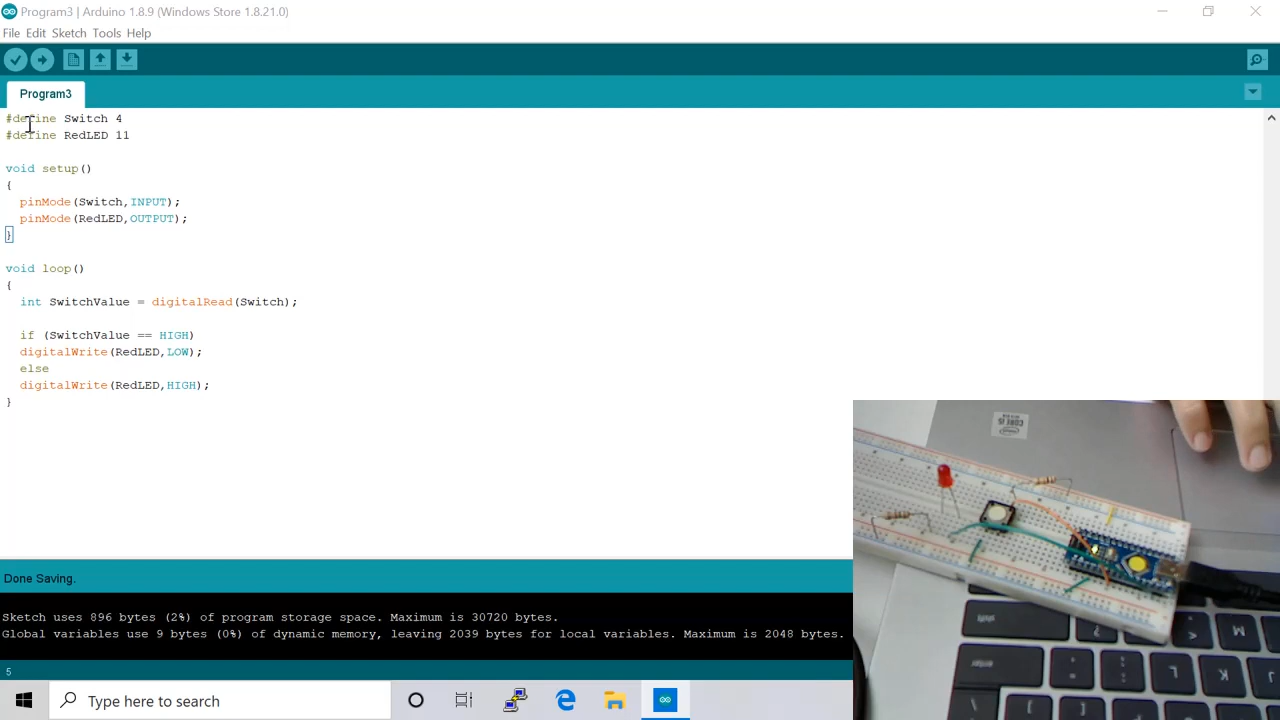 Program3 | Arduino 1.8.9 (Windows Store 1.8.21.0)
File Edit Sketch Tools Help
Program3
#define Switch 4
#define RedLED 11
void setup()
{
pinMode(Switch,INPUT);
pinMode(RedLED,OUTPUT);
}
void loop()
{
int SwitchValue = digitalRead(Switch);
if (SwitchValue == HIGH)
digitalWrite(RedLED,LOW);
else
digitalWrite(RedLED,HIGH);
}
Done Saving.
Sketch uses 896 bytes (2%) of program storage space. Maximum is 30720 bytes.
Global variables use 9 bytes (0%) of dynamic memory, leaving 2039 bytes for local variables. Maximum is 2048 bytes.
5
Type here to search
CORE i5
shift
enter
? 
M
K